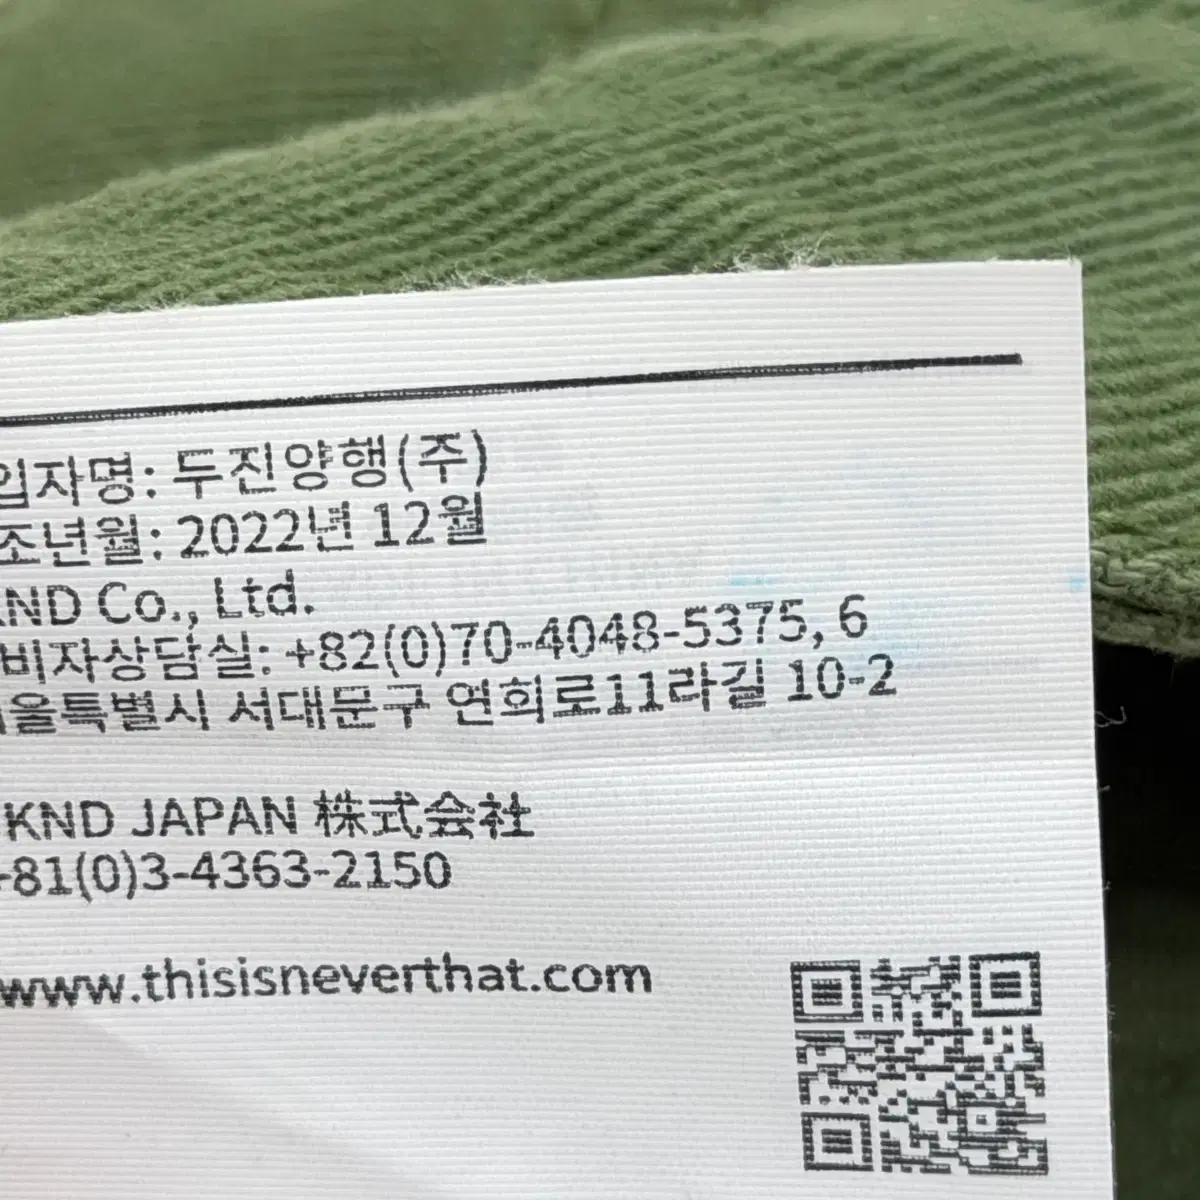 입자명: 두진양행(주)
조년월: 2022년 12월
KND Co., Ltd.
비자상담실: +82(0)70-4048-5375, 6
서울특별시 서대문구 연희로11라길 10-2
KND JAPAN 株式会社
+81(0)3-4363-2150
www.thisisneverthat.com